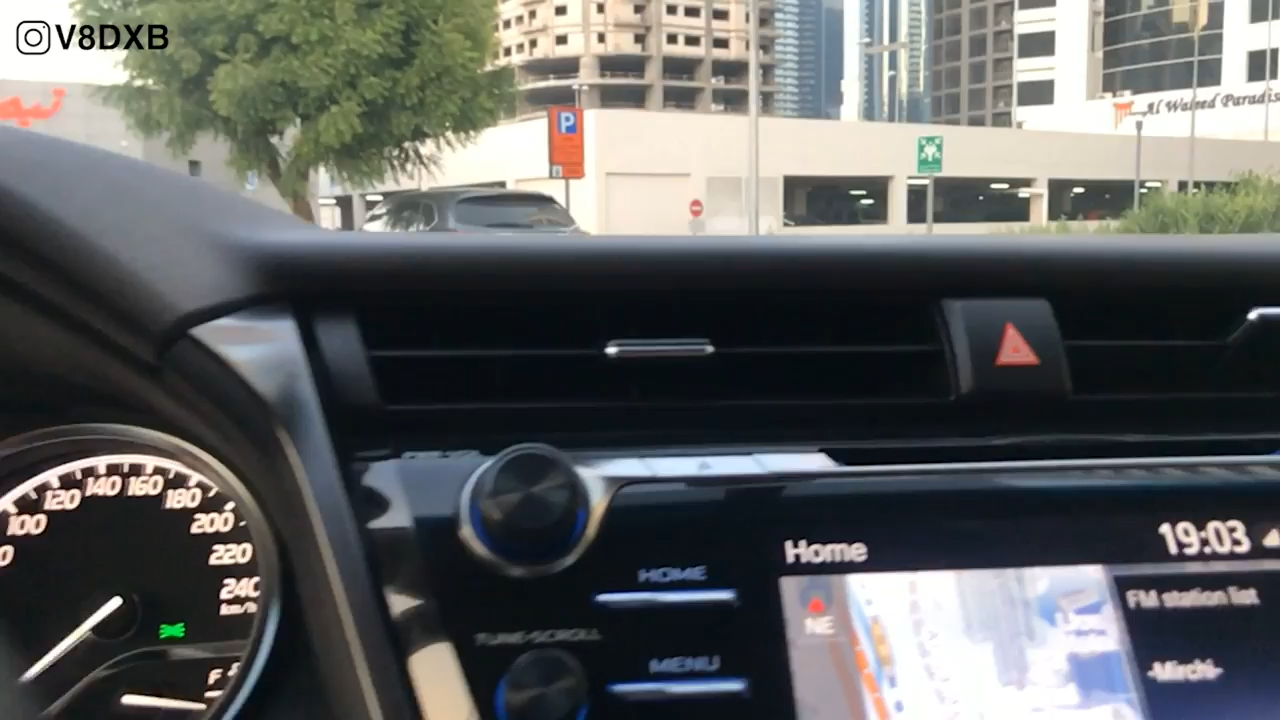 V8DXB
P
Al Waleed Paradis
100
120
140
160
180
200
220
240
km/h
F
HOME
TUNE•SCROLL
MENU
Home
19:03
NE
FM station list
-Mirchi-